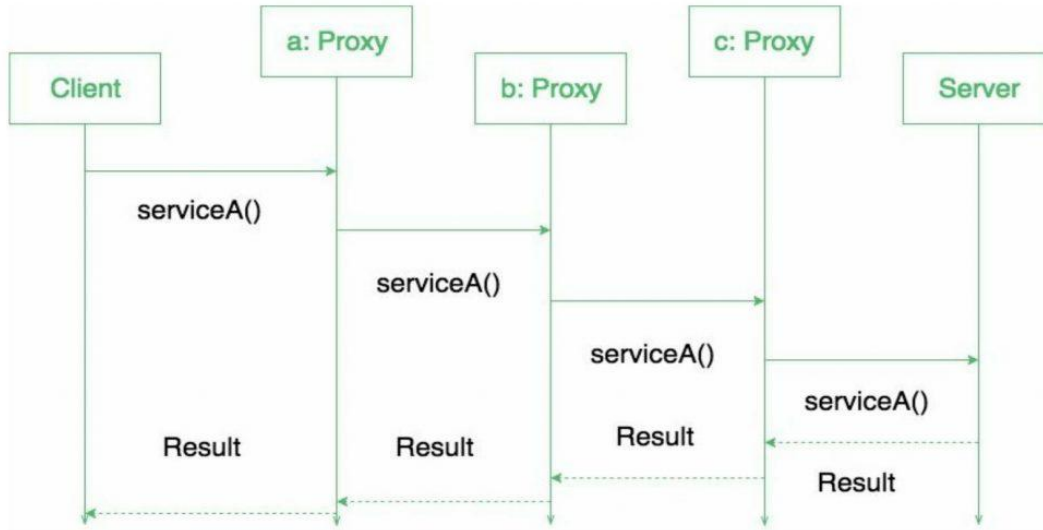 a: Proxy
c: Proxy
Client
b: Proxy
Server
serviceA()
serviceA()
serviceA()
serviceA()
Result
Result
Result
Result